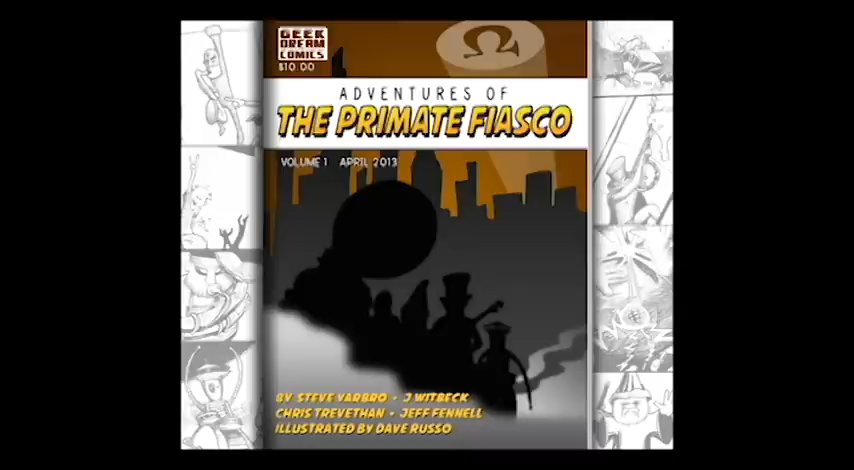 GEEK
DREAM
COMICS
$10.00
ADVENTURES OF
THE PRIMATE FIASCO
VOLUME 1 APRIL 2013
BY STEVE YARBRO • J WITBECK
CHRIS TREVETHAN • JEFF FENNELL
ILLUSTRATED BY DAVE RUSSO